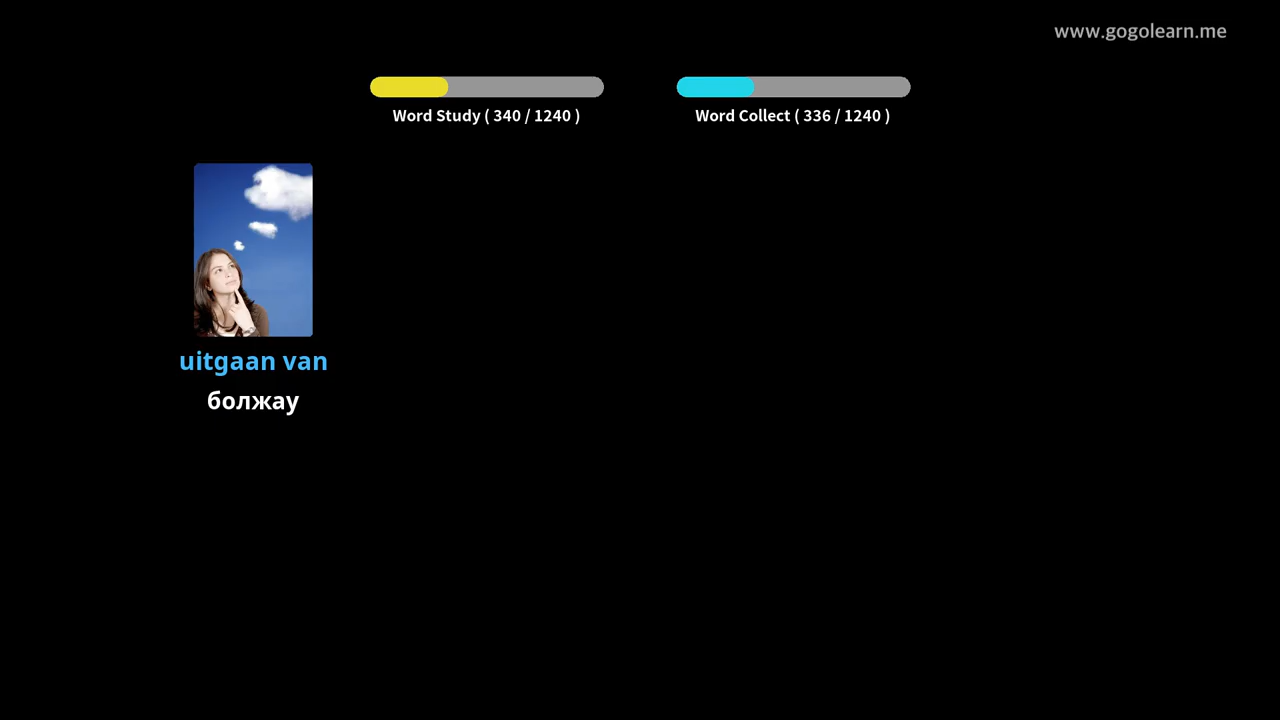 www.gogolearn.me
Word Study ( 340 / 1240 )
Word Collect ( 336 / 1240 )
uitgaan van
болжау